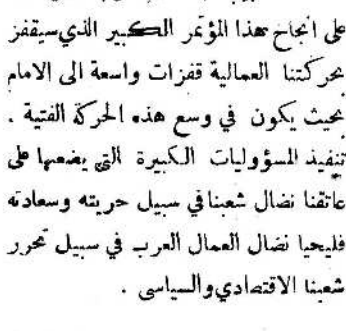 على انجاح هذا المؤتمر الكبير الذي سيقفز
بحركتنا العمالية قفزات واسعة الى الامام
بحيث يكون في وسع هذه الحركة الفتية .
تنفيذ المسؤوليات الكبيرة التي يضعها على
عاتقنا نضال شعبنا في سبيل حريته وسعادته
فليحيا نضال العمال العرب في سبيل تحرر
شعبنا الاقتصادي والسياسي .